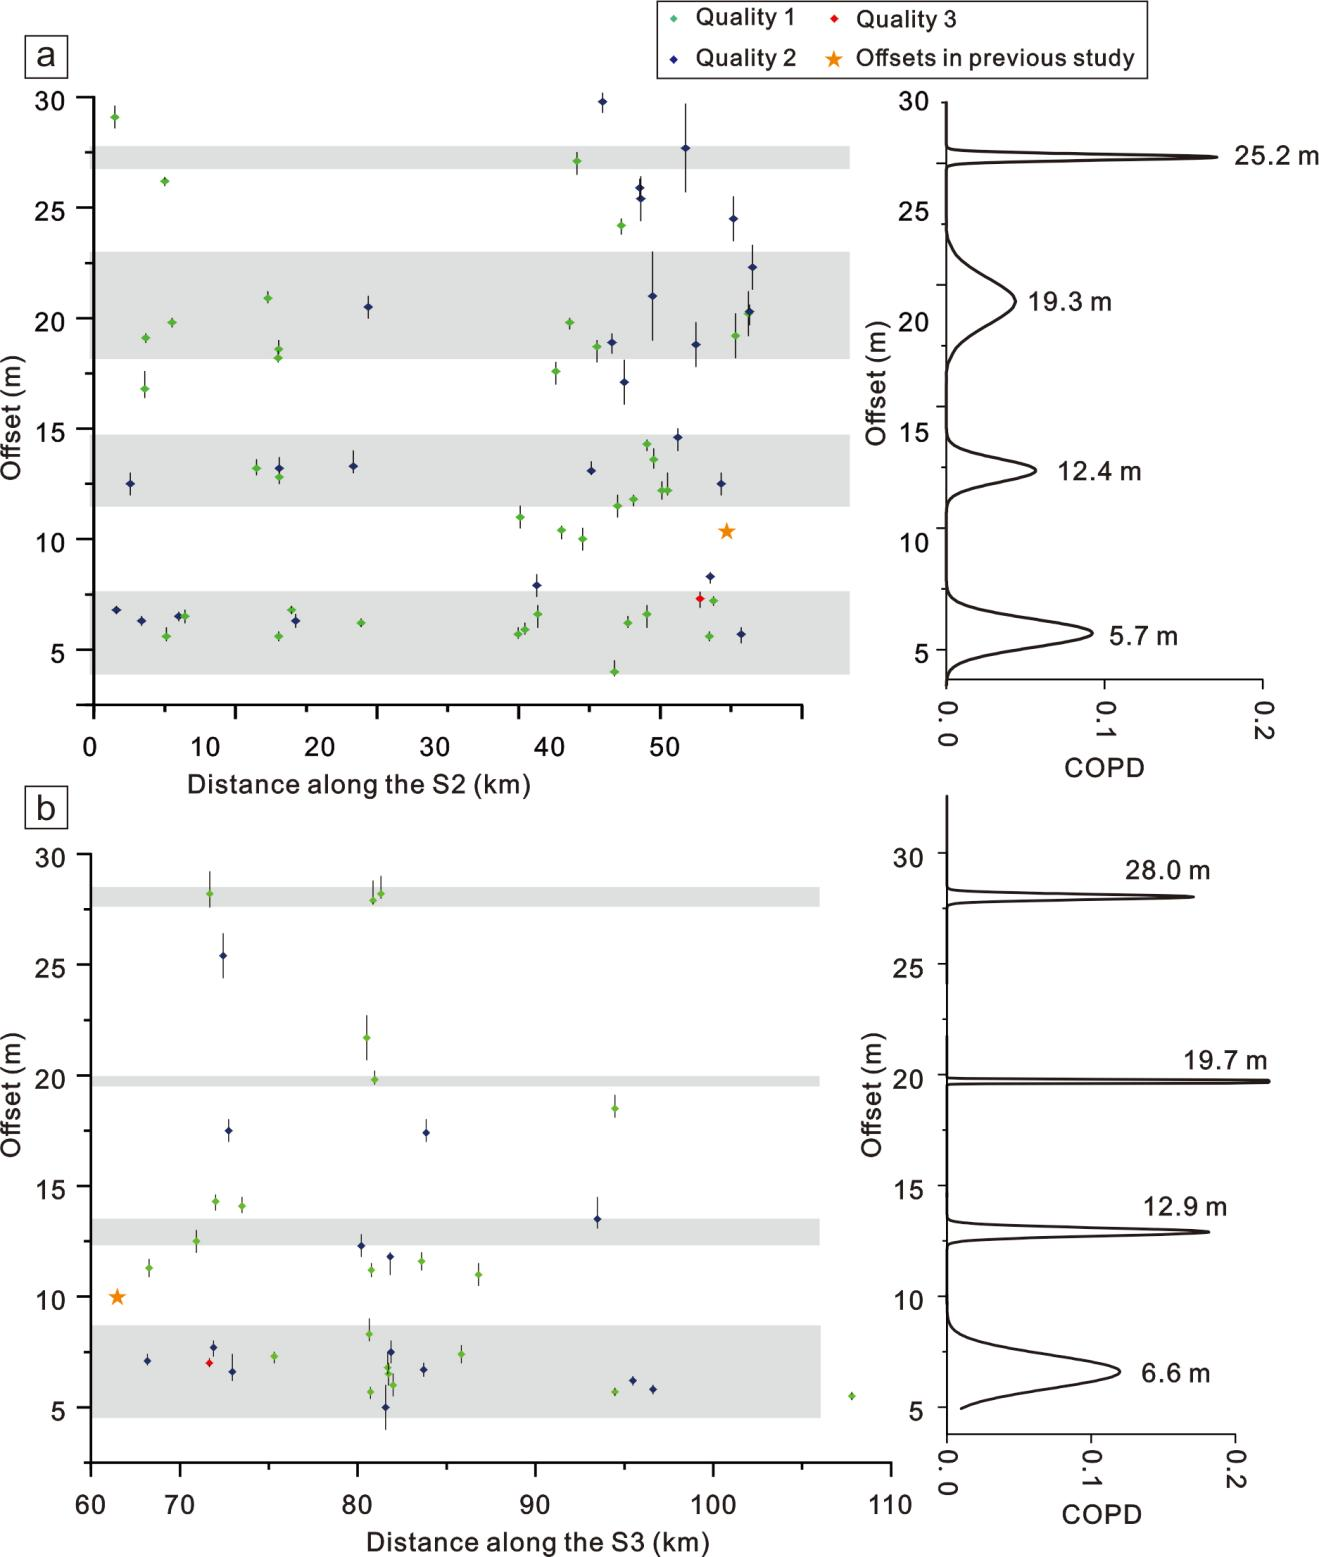 Quality 1 Quality 3
Quality 2 Offsets in previous study
a
30
25
20
15
10
5
Offset (m)
0 10 20 30 40 50
Distance along the S2 (km)
30
25
20
15
10
5
Offset (m)
25.2 m
19.3 m
12.4 m
5.7 m
0.0 0.1 0.2
COPD
b
30
25
20
15
10
5
Offset (m)
60 70 80 90 100 110
Distance along the S3 (km)
30
25
20
15
10
5
Offset (m)
28.0 m
19.7 m
12.9 m
6.6 m
0.0 0.1 0.2
COPD